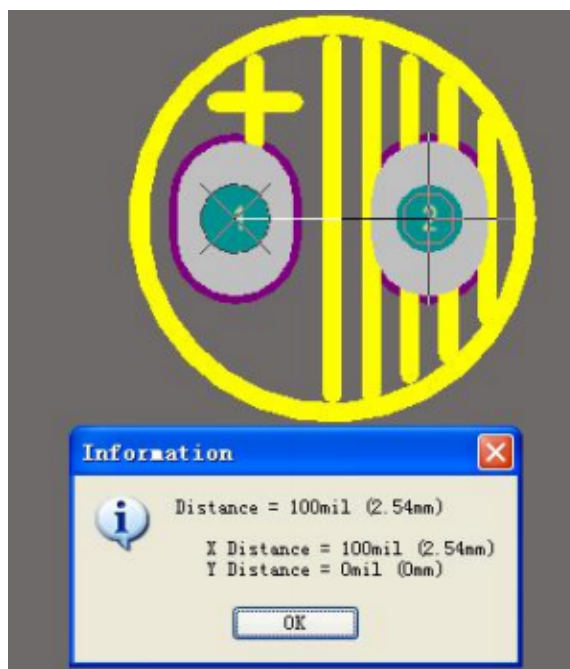 +
1
2
Information
Distance = 100mil (2.54mm)
X Distance = 100mil (2.54mm)
Y Distance = 0mil (0mm)
OK